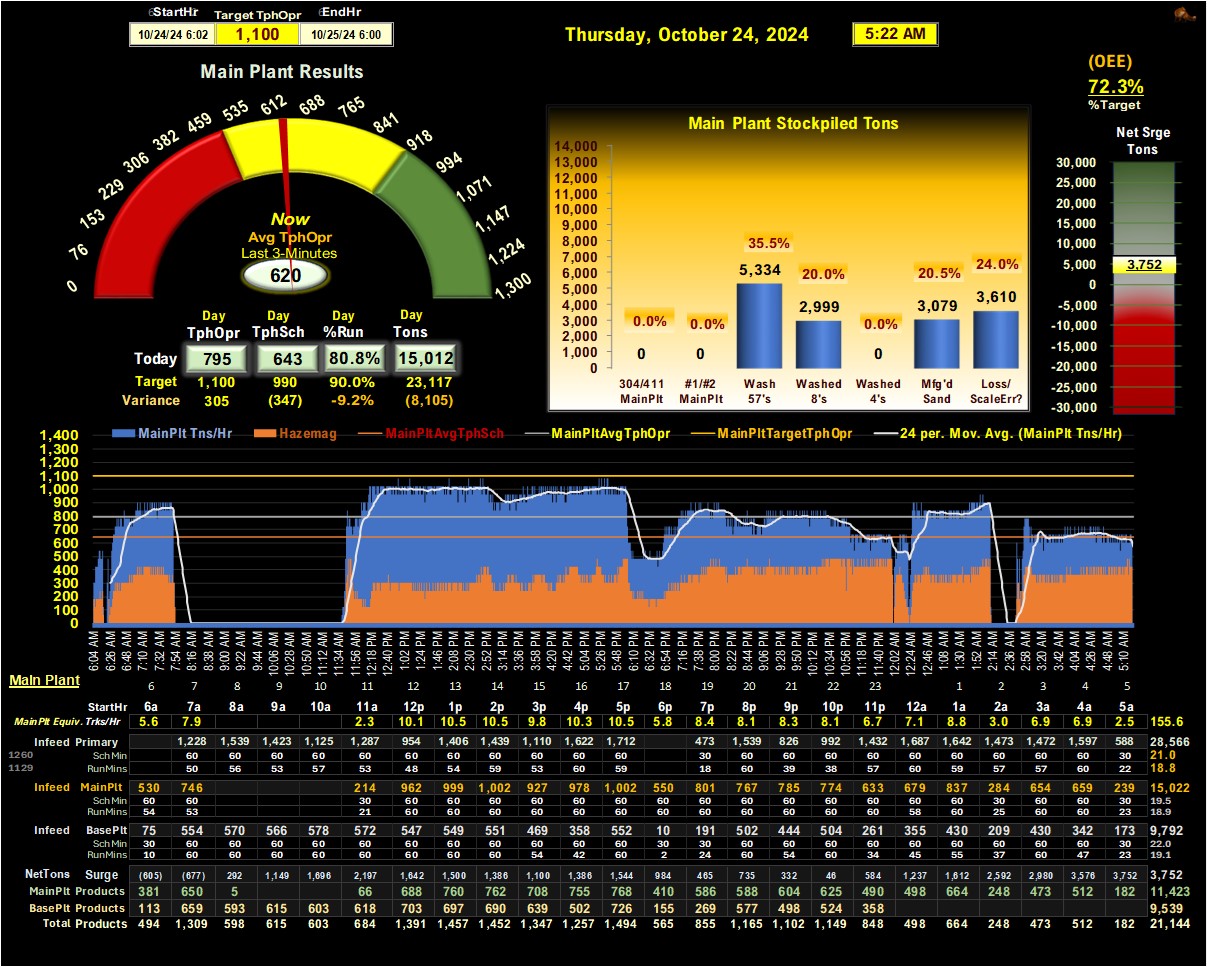 StartHr Target TphOpr EndHr
10/24/24 6:02 1,100 10/25/24 6:00
Thursday, October 24, 2024 5:22 AM
(OEE)
72.3%
%Target
Main Plant Results
0 76 153 229 306 382 459 535 612 688 765 841 918 994 1,071 1,147 1,224 1,300
Now
Avg TphOpr
Last 3-Minutes
620
Day Day Day Day
TphOpr TphSch %Run Tons
Today 795 643 80.8% 15,012
Target 1,100 990 90.0% 23,117
Variance 305 (347) -9.2% (8,105)
Main Plant Stockpiled Tons
14,000
13,000
12,000
11,000
10,000
9,000
8,000
7,000
6,000
5,000
4,000
3,000
2,000
1,000
0
0.0% 0.0% 35.5% 20.0% 0.0% 20.5% 24.0%
0 0 5,334 2,999 0 3,079 3,610
304/411 #1/#2 Wash Washed Washed Mfg'd Loss/
MainPlt MainPlt 57's 8's 4's Sand ScaleErr?
Net Srge
Tons
30,000
25,000
20,000
15,000
10,000
5,000
0
-5,000
-10,000
-15,000
-20,000
-25,000
-30,000
3,752
MainPlt Tns/Hr Hazemag MainPltAvgTphSch MainPltAvgTphOpr MainPltTargetTphOpr 24 per. Mov. Avg. (MainPlt Tns/Hr)
1,400
1,300
1,200
1,100
1,000
900
800
700
600
500
400
300
200
100
0
6:04 AM 6:26 AM 6:48 AM 7:10 AM 7:32 AM 7:54 AM 8:16 AM 8:38 AM 9:00 AM 9:22 AM 9:44 AM 10:06 AM 10:28 AM 10:50 AM 11:12 AM 11:34 AM 11:56 AM 12:18 PM 12:40 PM 1:02 PM 1:24 PM 1:46 PM 2:08 PM 2:30 PM 2:52 PM 3:14 PM 3:36 PM 3:58 PM 4:20 PM 4:42 PM 5:04 PM 5:26 PM 5:48 PM 6:10 PM 6:32 PM 6:54 PM 7:16 PM 7:38 PM 8:00 PM 8:22 PM 8:44 PM 9:06 PM 9:28 PM 9:50 PM 10:12 PM 10:34 PM 10:56 PM 11:18 PM 11:40 PM 12:02 AM 12:24 AM 12:46 AM 1:08 AM 1:30 AM 1:52 AM 2:14 AM 2:36 AM 2:58 AM 3:20 AM 3:42 AM 4:04 AM 4:26 AM 4:48 AM 5:10 AM
Main Plant
6 7 8 9 10 11 12 13 14 15 16 17 18 19 20 21 22 23 1 2 3 4 5
StartHr 6a 7a 8a 9a 10a 11a 12p 1p 2p 3p 4p 5p 6p 7p 8p 9p 10p 11p 12a 1a 2a 3a 4a 5a
MainPlt Equiv. Trks/Hr 5.6 7.9 2.3 10.1 10.5 10.5 9.8 10.3 10.5 5.8 8.4 8.1 8.3 8.1 6.7 7.1 8.8 3.0 6.9 6.9 2.5 155.6
Infeed Primary 1,228 1,539 1,423 1,125 1,287 954 1,406 1,439 1,110 1,622 1,712 473 1,539 826 992 1,432 1,687 1,642 1,473 1,472 1,597 588 28,566
1260 Sch Min 60 60 60 60 60 60 60 60 60 60 60 30 60 60 60 60 60 60 60 60 60 30 21.0
1129 RunMins 50 56 53 57 53 48 54 59 53 60 59 18 60 39 38 57 60 59 57 57 60 22 18.8
Infeed MainPlt 530 746 214 962 999 1,002 927 978 1,002 550 801 767 785 774 633 679 837 284 654 659 239 15,022
Sch Min 60 60 30 60 60 60 60 60 60 60 60 60 60 60 60 60 60 30 60 60 30 19.5
RunMins 54 53 21 60 60 60 60 60 60 60 60 60 60 60 60 58 60 25 60 60 23 18.9
Infeed BasePlt 75 554 570 566 578 572 547 549 551 469 358 552 10 191 502 444 504 261 355 430 209 430 342 173 9,792
Sch Min 30 60 60 60 60 60 60 60 60 60 60 60 30 30 60 60 60 60 60 60 60 60 60 30 22.0
RunMins 10 60 60 60 60 60 60 60 60 54 42 60 2 24 60 54 60 34 45 55 37 60 47 23 19.1
NetTons Surge (605) (677) 292 1,149 1,696 2,197 1,642 1,500 1,386 1,100 1,386 1,544 984 465 735 332 46 584 1,237 1,612 2,592 2,980 3,576 3,752 3,752
MainPlt Products 381 650 5 66 688 760 762 708 755 768 410 586 588 604 625 490 498 664 248 473 512 182 11,423
BasePlt Products 113 659 593 615 603 618 703 697 690 639 502 726 155 269 577 498 524 358 9,539
Total Products 494 1,309 598 615 603 684 1,391 1,457 1,452 1,347 1,257 1,494 565 855 1,165 1,102 1,149 848 498 664 248 473 512 182 21,144